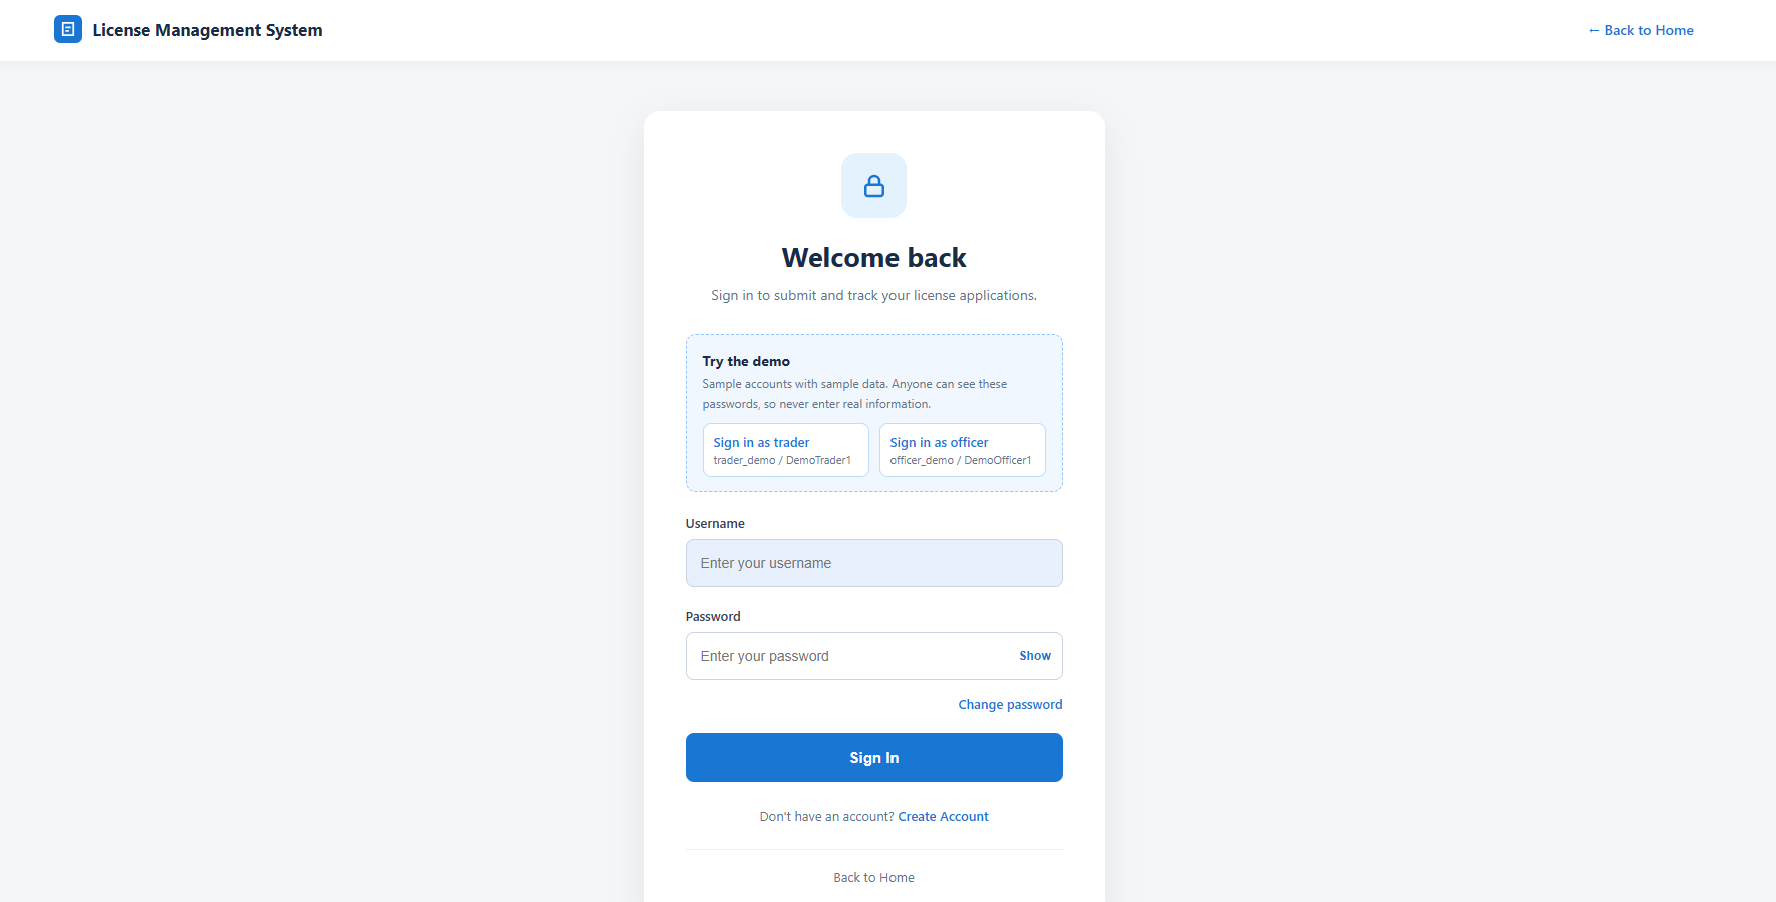 License Management System
← Back to Home
Welcome back
Sign in to submit and track your license applications.
Try the demo
Sample accounts with sample data. Anyone can see these
passwords, so never enter real information.
Sign in as trader
trader_demo / DemoTrader1
Sign in as officer
officer_demo / DemoOfficer1
Username
Enter your username
Password
Enter your password
Show
Change password
Sign In
Don't have an account? Create Account
Back to Home